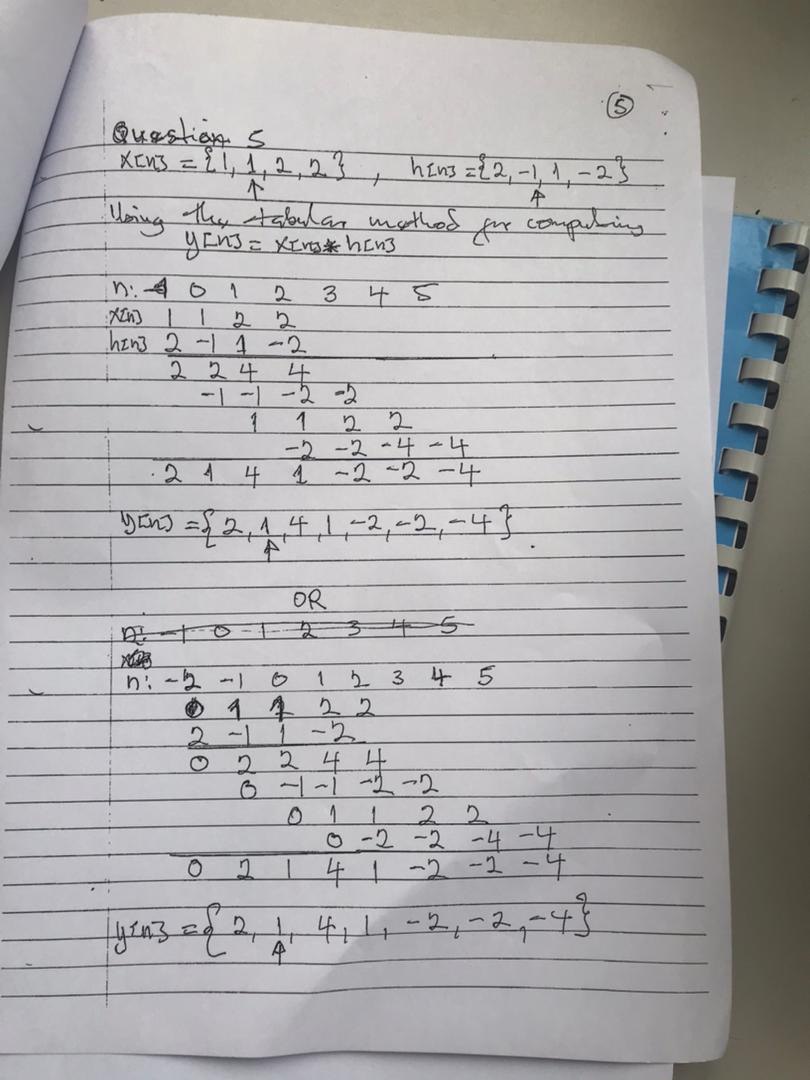 ⑤
Question 5
x[n] = {1, 1, 2, 2} , h[n] = {2, -1, 1, -2}
↑ ↑
Using the tabular method for computing
y[n] = x[n] * h[n]
n: -1 0 1 2 3 4 5
x[n] 1 1 2 2
h[n] 2 -1 1 -2
2 2 4 4
-1 -1 -2 -2
1 1 2 2
-2 -2 -4 -4
2 1 4 1 -2 -2 -4
y[n] = {2, 1, 4, 1, -2, -2, -4}
↑
OR
n: -1 0 1 2 3 4 5
n: -2 -1 0 1 2 3 4 5
0 1 1 2 2
2 -1 1 -2
0 2 2 4 4
0 -1 -1 -2 -2
0 1 1 2 2
0 -2 -2 -4 -4
0 2 1 4 1 -2 -2 -4
y[n] = {2, 1, 4, 1, -2, -2, -4}
↑